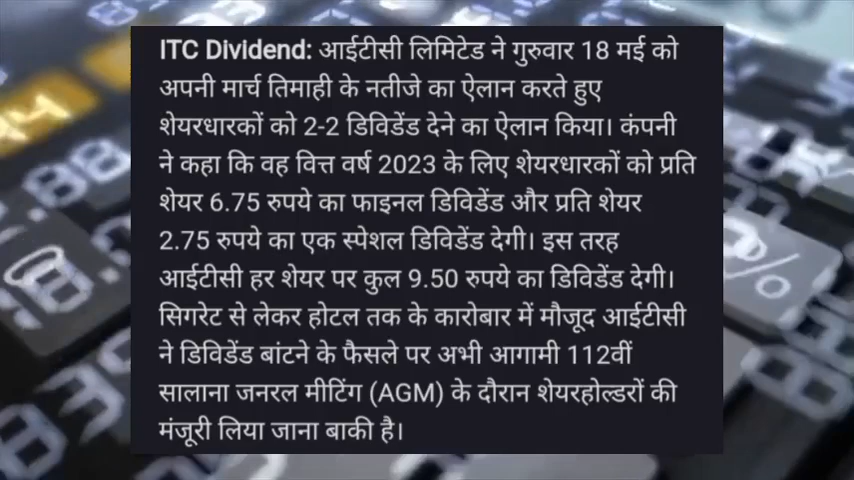 ITC Dividend: आईटीसी लिमिटेड ने गुरुवार 18 मई को
अपनी मार्च तिमाही के नतीजे का ऐलान करते हुए
शेयरधारकों को 2-2 डिविडेंड देने का ऐलान किया। कंपनी
ने कहा कि वह वित्त वर्ष 2023 के लिए शेयरधारकों को प्रति
शेयर 6.75 रुपये का फाइनल डिविडेंड और प्रति शेयर
2.75 रुपये का एक स्पेशल डिविडेंड देगी। इस तरह
आईटीसी हर शेयर पर कुल 9.50 रुपये का डिविडेंड देगी।
सिगरेट से लेकर होटल तक के कारोबार में मौजूद आईटीसी
ने डिविडेंड बांटने के फैसले पर अभी आगामी 112वीं
सालाना जनरल मीटिंग (AGM) के दौरान शेयरहोल्डरों की
मंजूरी लिया जाना बाकी है।